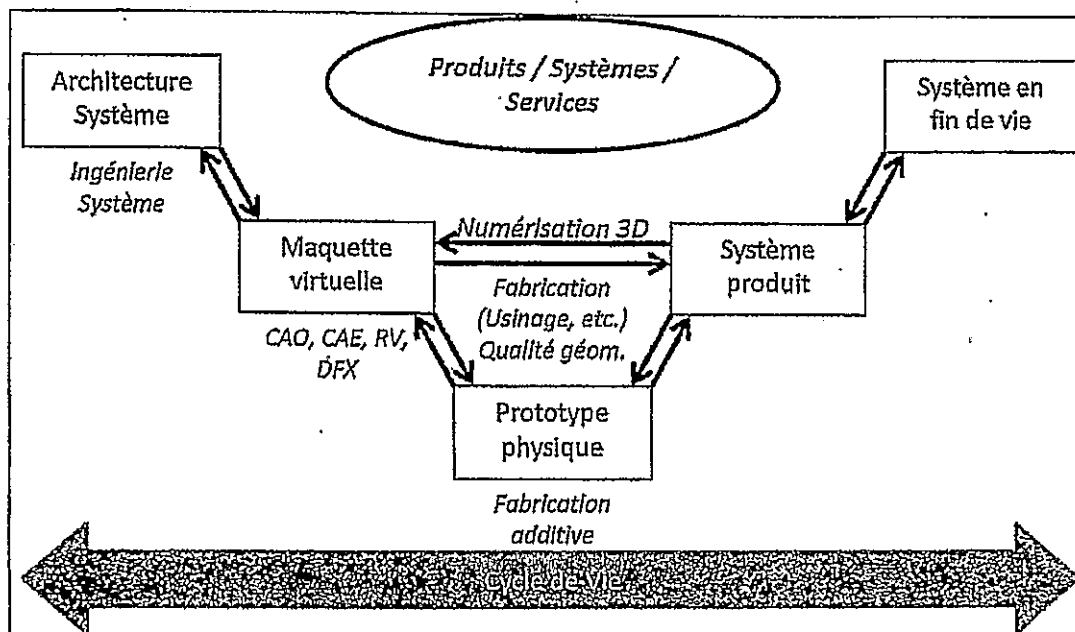 Produits / Systèmes /
Services
Architecture
Système
Système en
fin de vie
Ingénierie
Système
Numérisation 3D
Maquette
virtuelle
Système
produit
Fabrication
(Usinage, etc.)
Qualité géom.
CAO, CAE, RV,
DFX
Prototype
physique
Fabrication
additive
Cycle de Vie